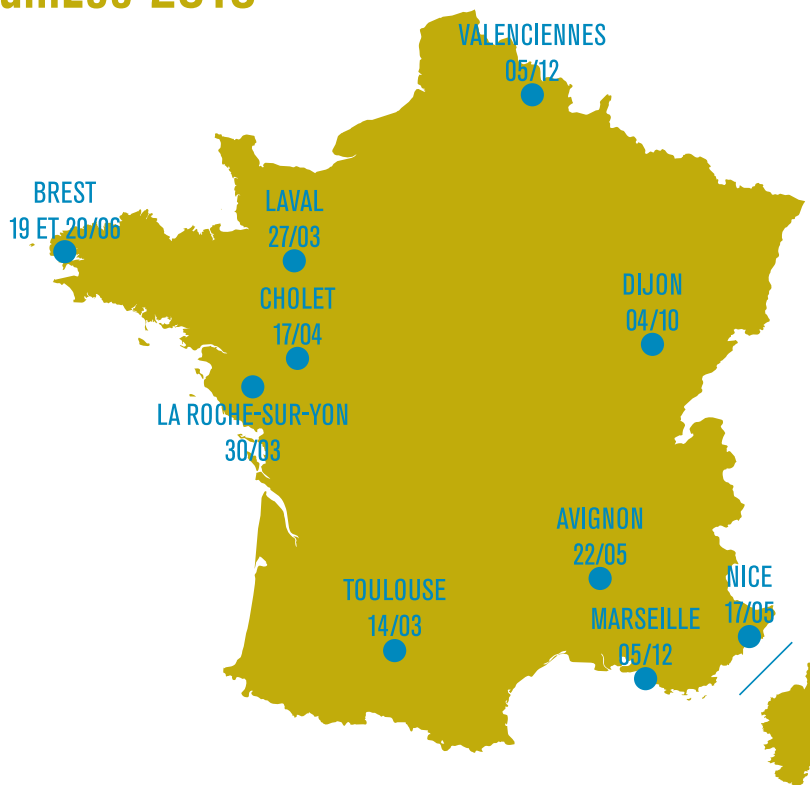 VALENCIENNES
05/12
BREST
19 ET 20/06
LAVAL
27/03
CHOLET
17/04
DIJON
04/10
LA ROCHE-SUR-YON
30/03
AVIGNON
22/05
NICE
17/05
TOULOUSE
14/03
MARSEILLE
05/12